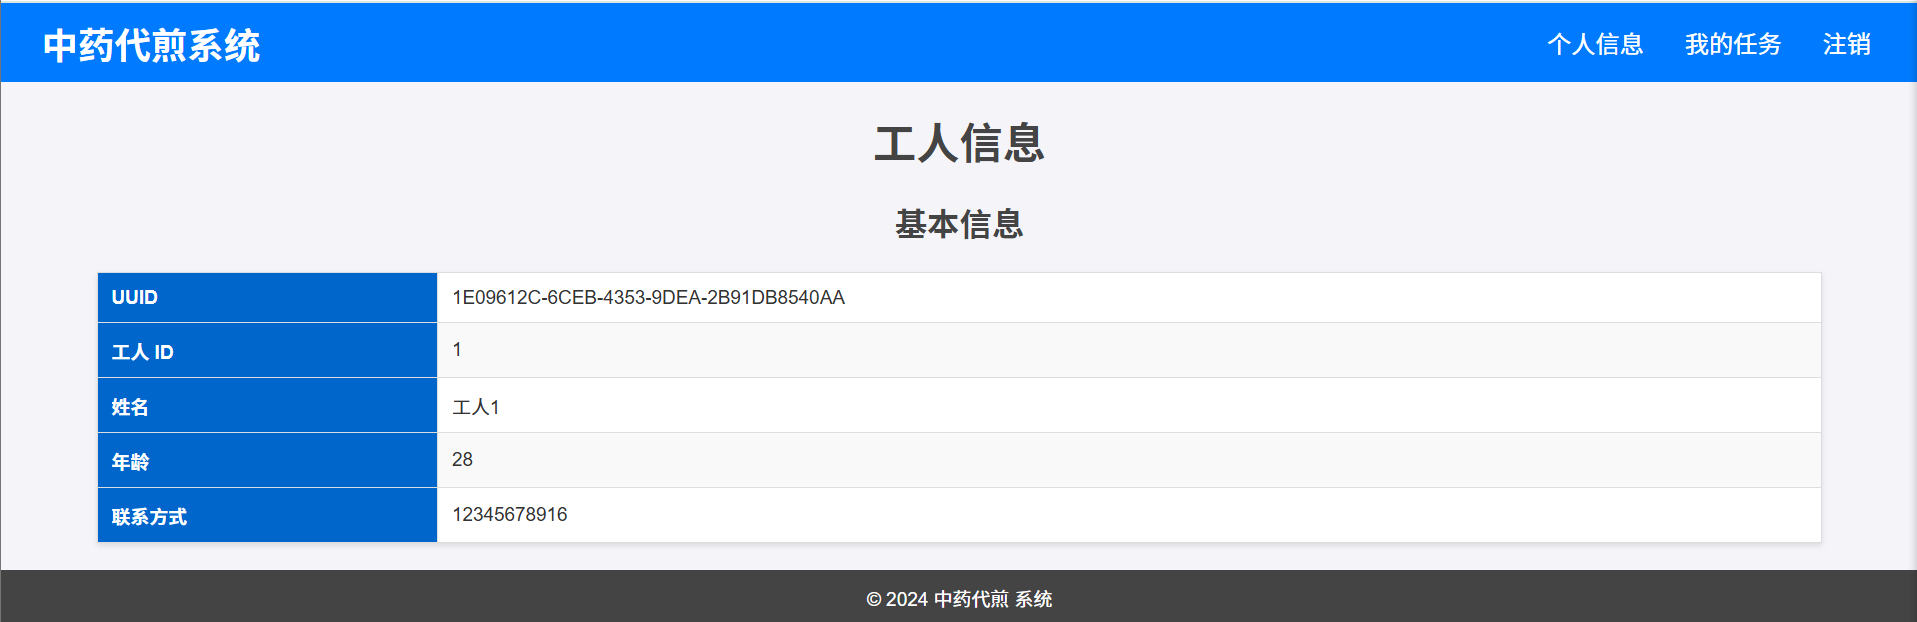 中药代煎系统 个人信息 我的任务 注销
工人信息
基本信息
UUID 1E09612C-6CEB-4353-9DEA-2B91DB8540AA
工人 ID 1
姓名 工人1
年龄 28
联系方式 12345678916
© 2024 中药代煎 系统